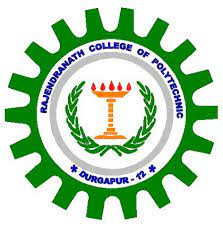 RAJENDRANATH COLLEGE OF POLYTECHNIC
* DURGAPUR - 12 *